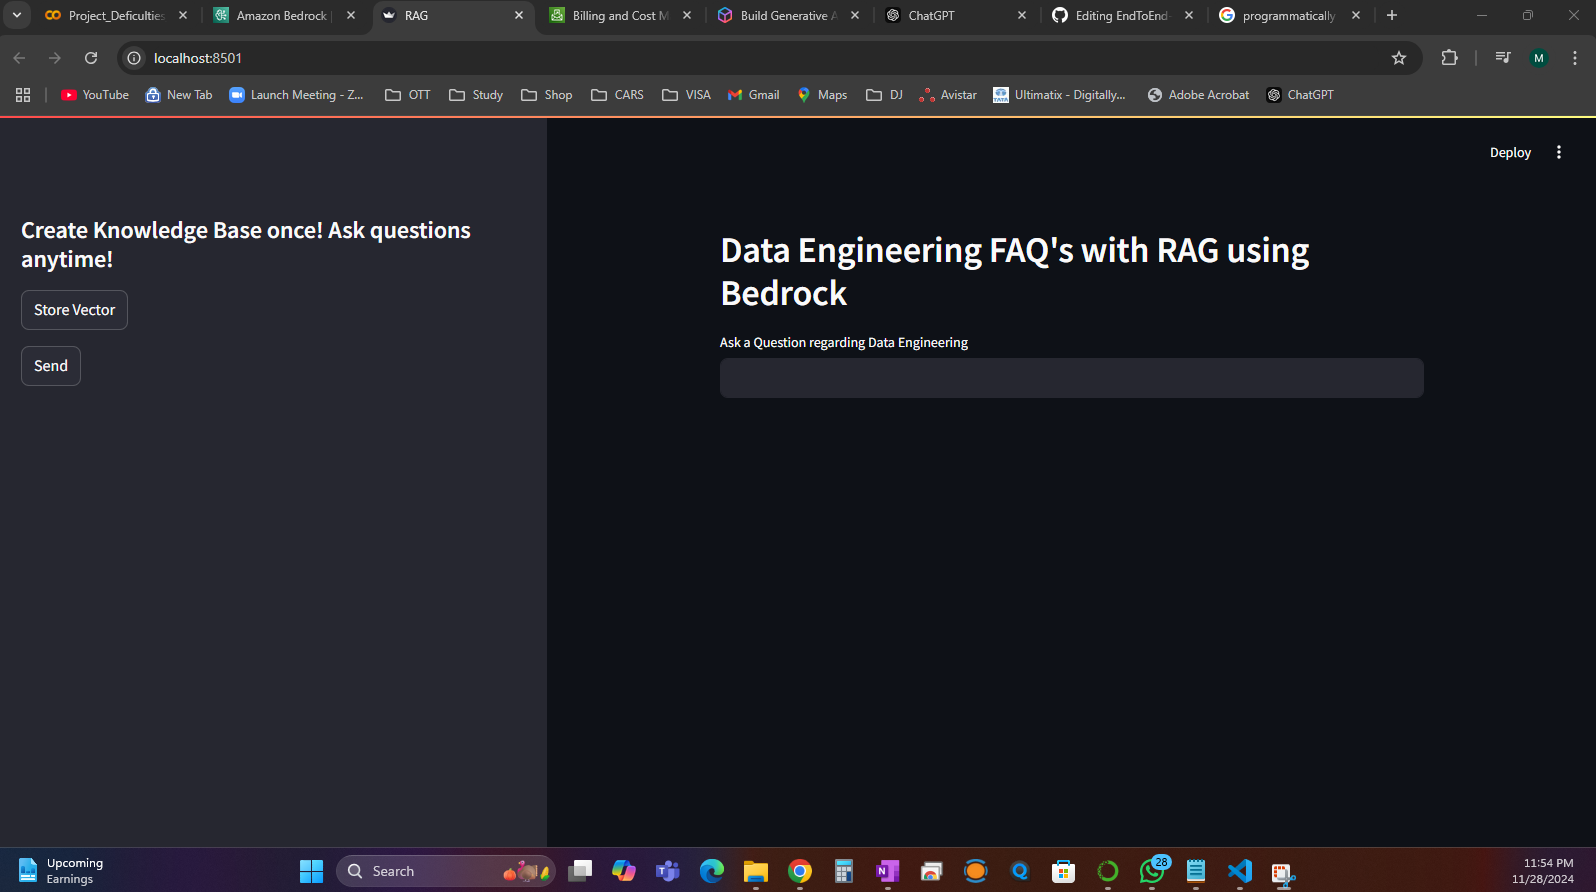 Project_Deficultie
Amazon Bedrock
RAG
Billing and Cost M
Build Generative A
ChatGPT
Editing EndToEnd-
programmatically
localhost:8501
M
YouTube
New Tab
Launch Meeting - Z...
OTT
Study
Shop
CARS
VISA
Gmail
Maps
DJ
Avistar
TATA
Ultimatix - Digitally...
Adobe Acrobat
ChatGPT
Deploy
Create Knowledge Base once! Ask questions
anytime!
Store Vector
Send
Data Engineering FAQ's with RAG using
Bedrock
Ask a Question regarding Data Engineering
Upcoming
Earnings
Search
28
11:54 PM
11/28/2024